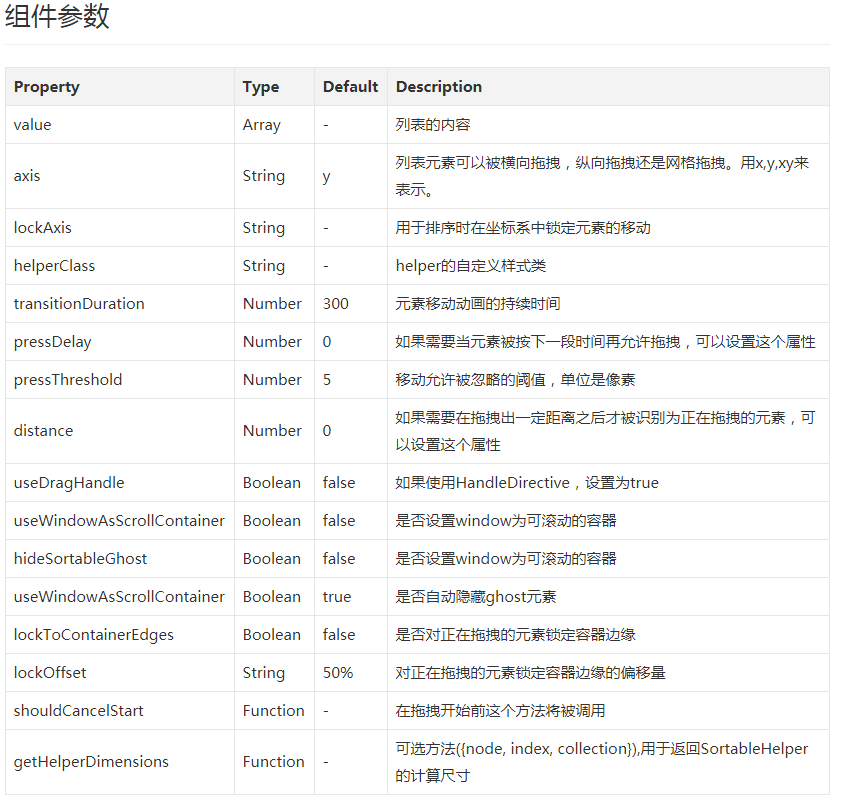 组件参数
Property Type Default Description
value Array - 列表的内容
axis String y 列表元素可以被横向拖拽，纵向拖拽还是网格拖拽。用x,y,xy来
表示。
lockAxis String - 用于排序时在坐标系中锁定元素的移动
helperClass String - helper的自定义样式类
transitionDuration Number 300 元素移动动画的持续时间
pressDelay Number 0 如果需要当元素被按下一段时间再允许拖拽，可以设置这个属性
pressThreshold Number 5 移动允许被忽略的阈值，单位是像素
distance Number 0 如果需要在拖拽出一定距离之后才被识别为正在拖拽的元素，可
以设置这个属性
useDragHandle Boolean false 如果使用HandleDirective，设置为true
useWindowAsScrollContainer Boolean false 是否设置window为可滚动的容器
hideSortableGhost Boolean false 是否设置window为可滚动的容器
useWindowAsScrollContainer Boolean true 是否自动隐藏ghost元素
lockToContainerEdges Boolean false 是否对正在拖拽的元素锁定容器边缘
lockOffset String 50% 对正在拖拽的元素锁定容器边缘的偏移量
shouldCancelStart Function - 在拖拽开始前这个方法将被调用
getHelperDimensions Function - 可选方法({node, index, collection}),用于返回SortableHelper
的计算尺寸